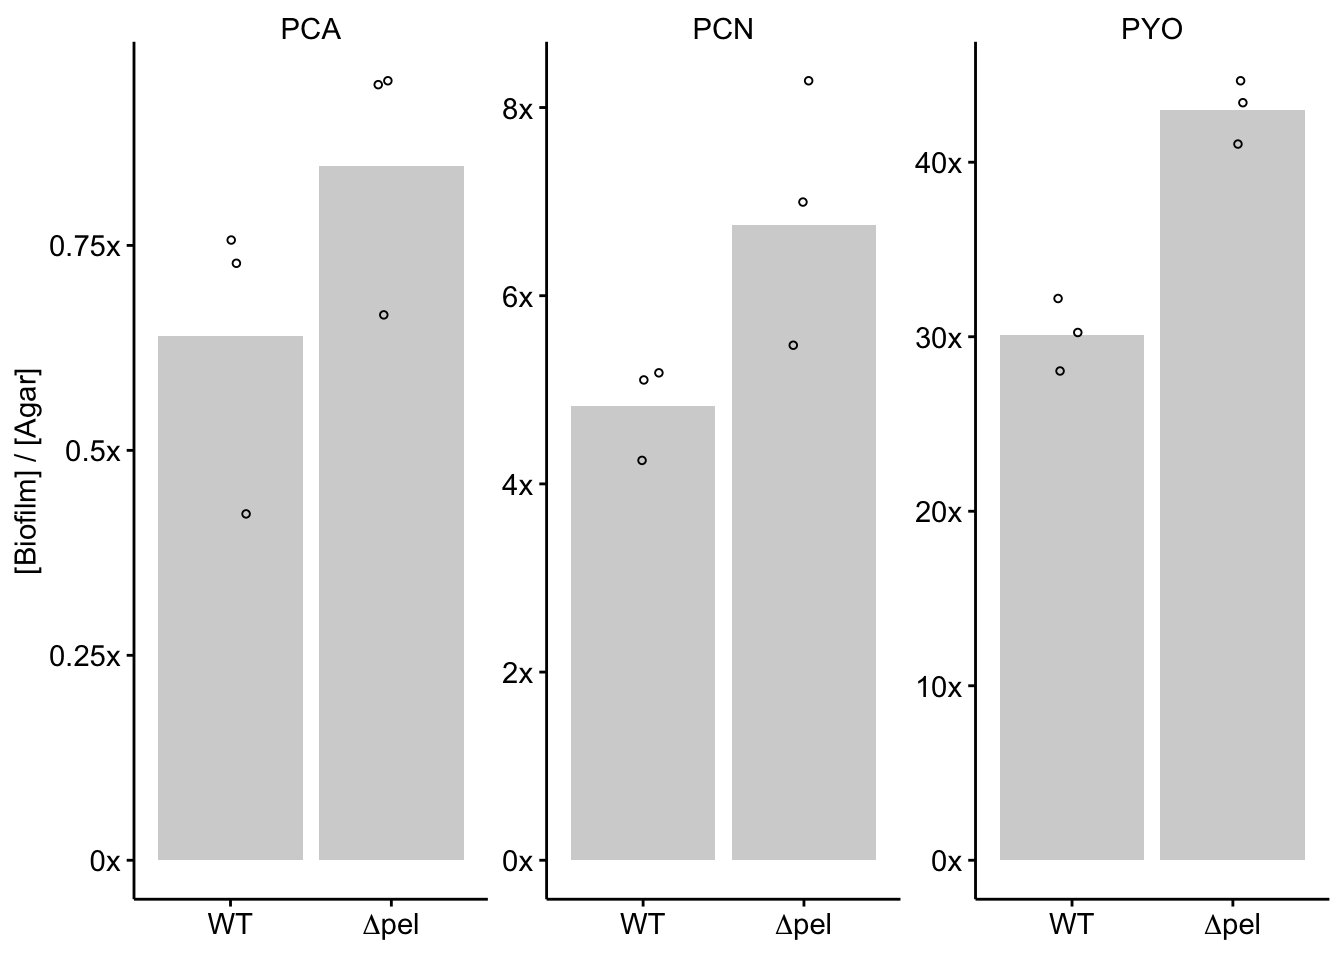 PCA
PCN
PYO
[Biofilm] / [Agar]
0.75x
0.5x
0.25x
0x
8x
6x
4x
2x
0x
40x
30x
20x
10x
0x
WT
Δpel
WT
Δpel
WT
Δpel